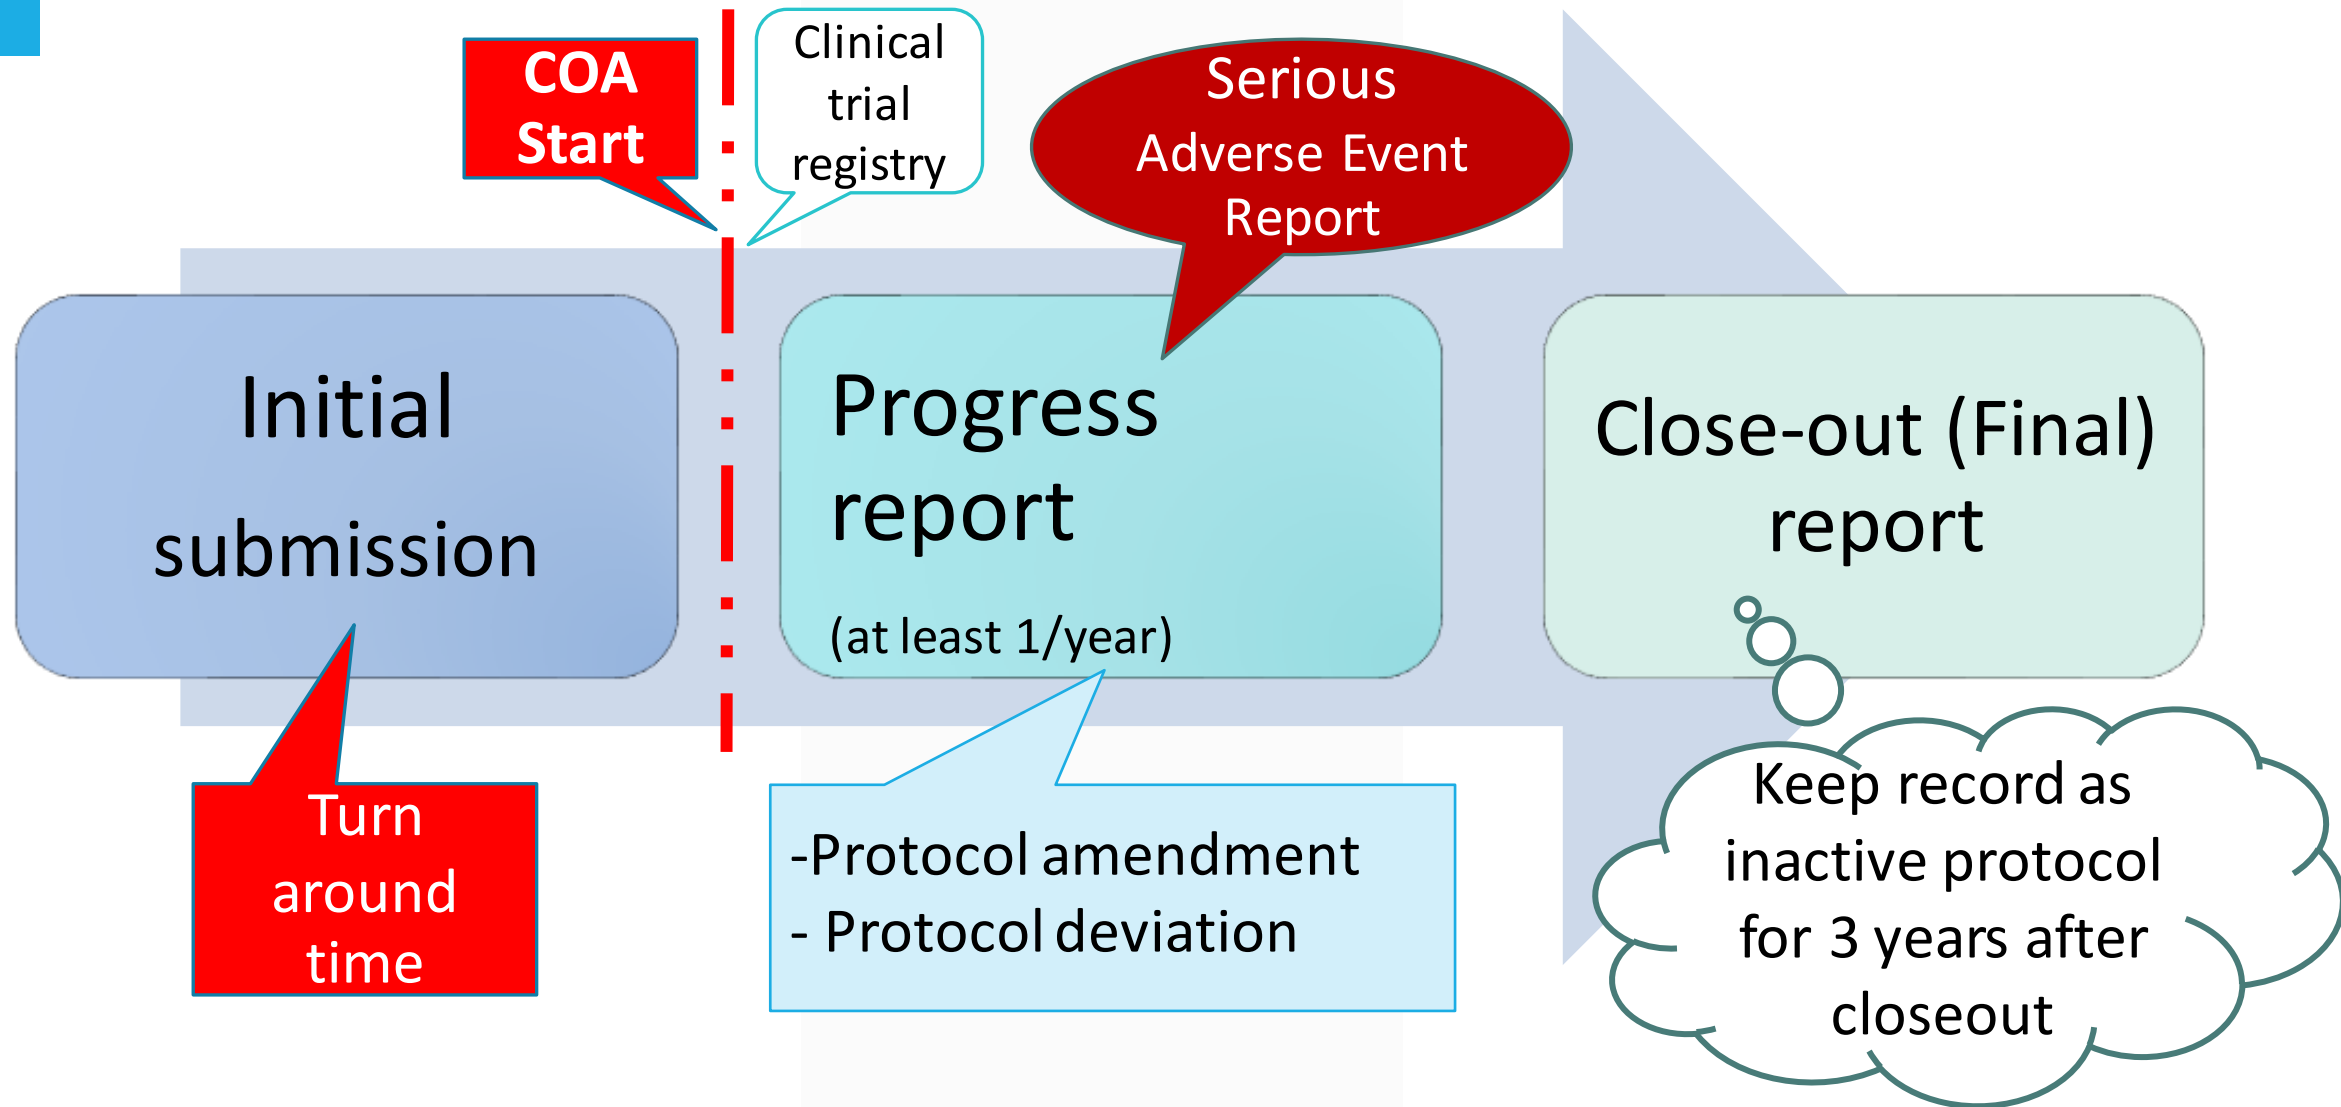 COA
Start
Clinical
trial
registry
Serious
Adverse Event
Report
Initial
submission
Progress
report
(at least 1/year)
Close-out (Final)
report
Turn
around
time
-Protocol amendment
- Protocol deviation
Keep record as
inactive protocol
for 3 years after
closeout